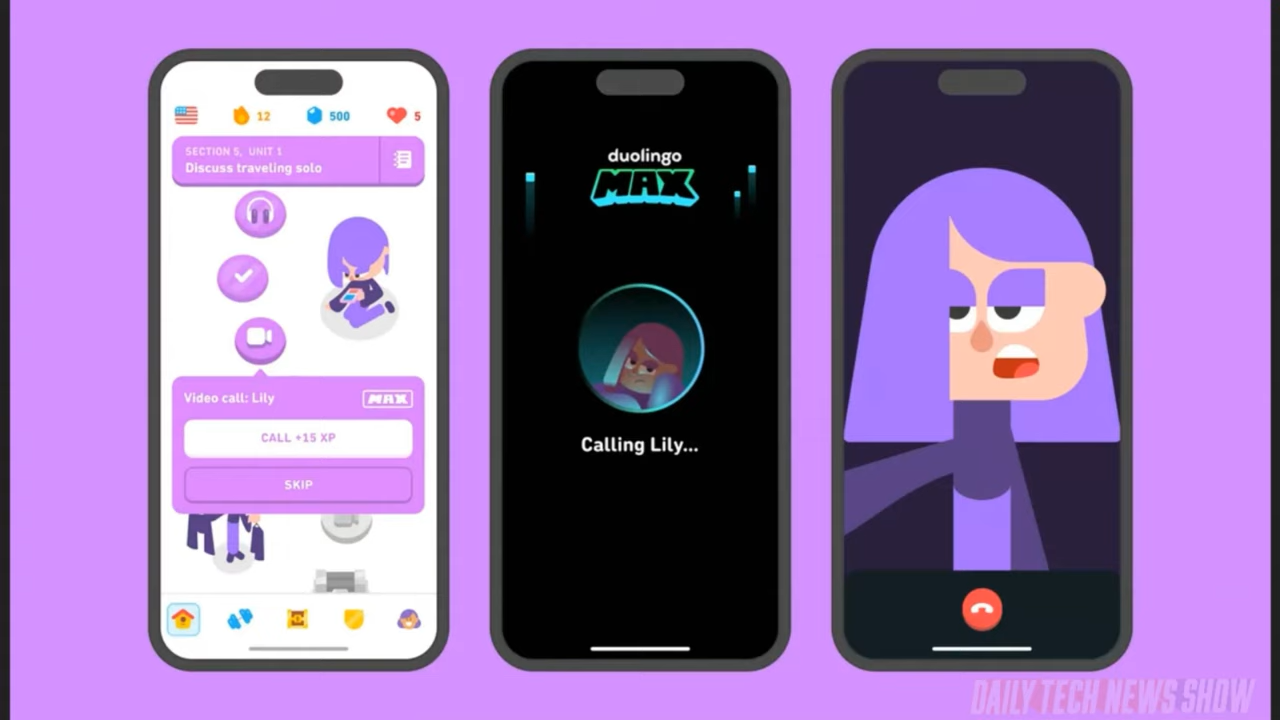 12
500
5
SECTION 5, UNIT 1
Discuss traveling solo
Video call: Lily
MAX
CALL +15 XP
SKIP
duolingo
MAX
Calling Lily...
DAILY TECH NEWS SHOW